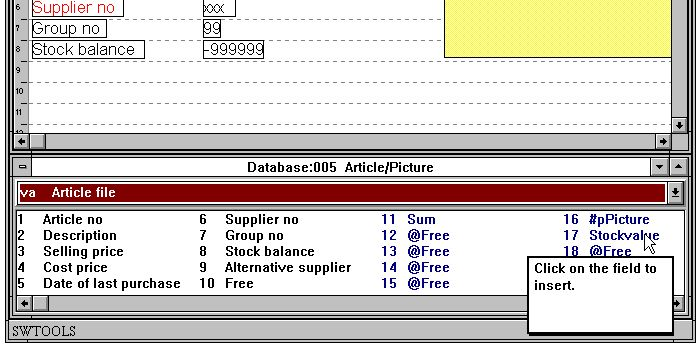 6 Supplier no xxx
7 Group no 99
8 Stock balance -999999
9
10
11
Database:005 Article/Picture
va Article file
1 Article no 6 Supplier no 11 Sum 16 #pPicture
2 Description 7 Group no 12 @Free 17 Stockvalue
3 Selling price 8 Stock balance 13 @Free 18 @Free
4 Cost price 9 Alternative supplier 14 @Free
5 Date of last purchase 10 Free 15 @Free
Click on the field to
insert.
SWTOOLS